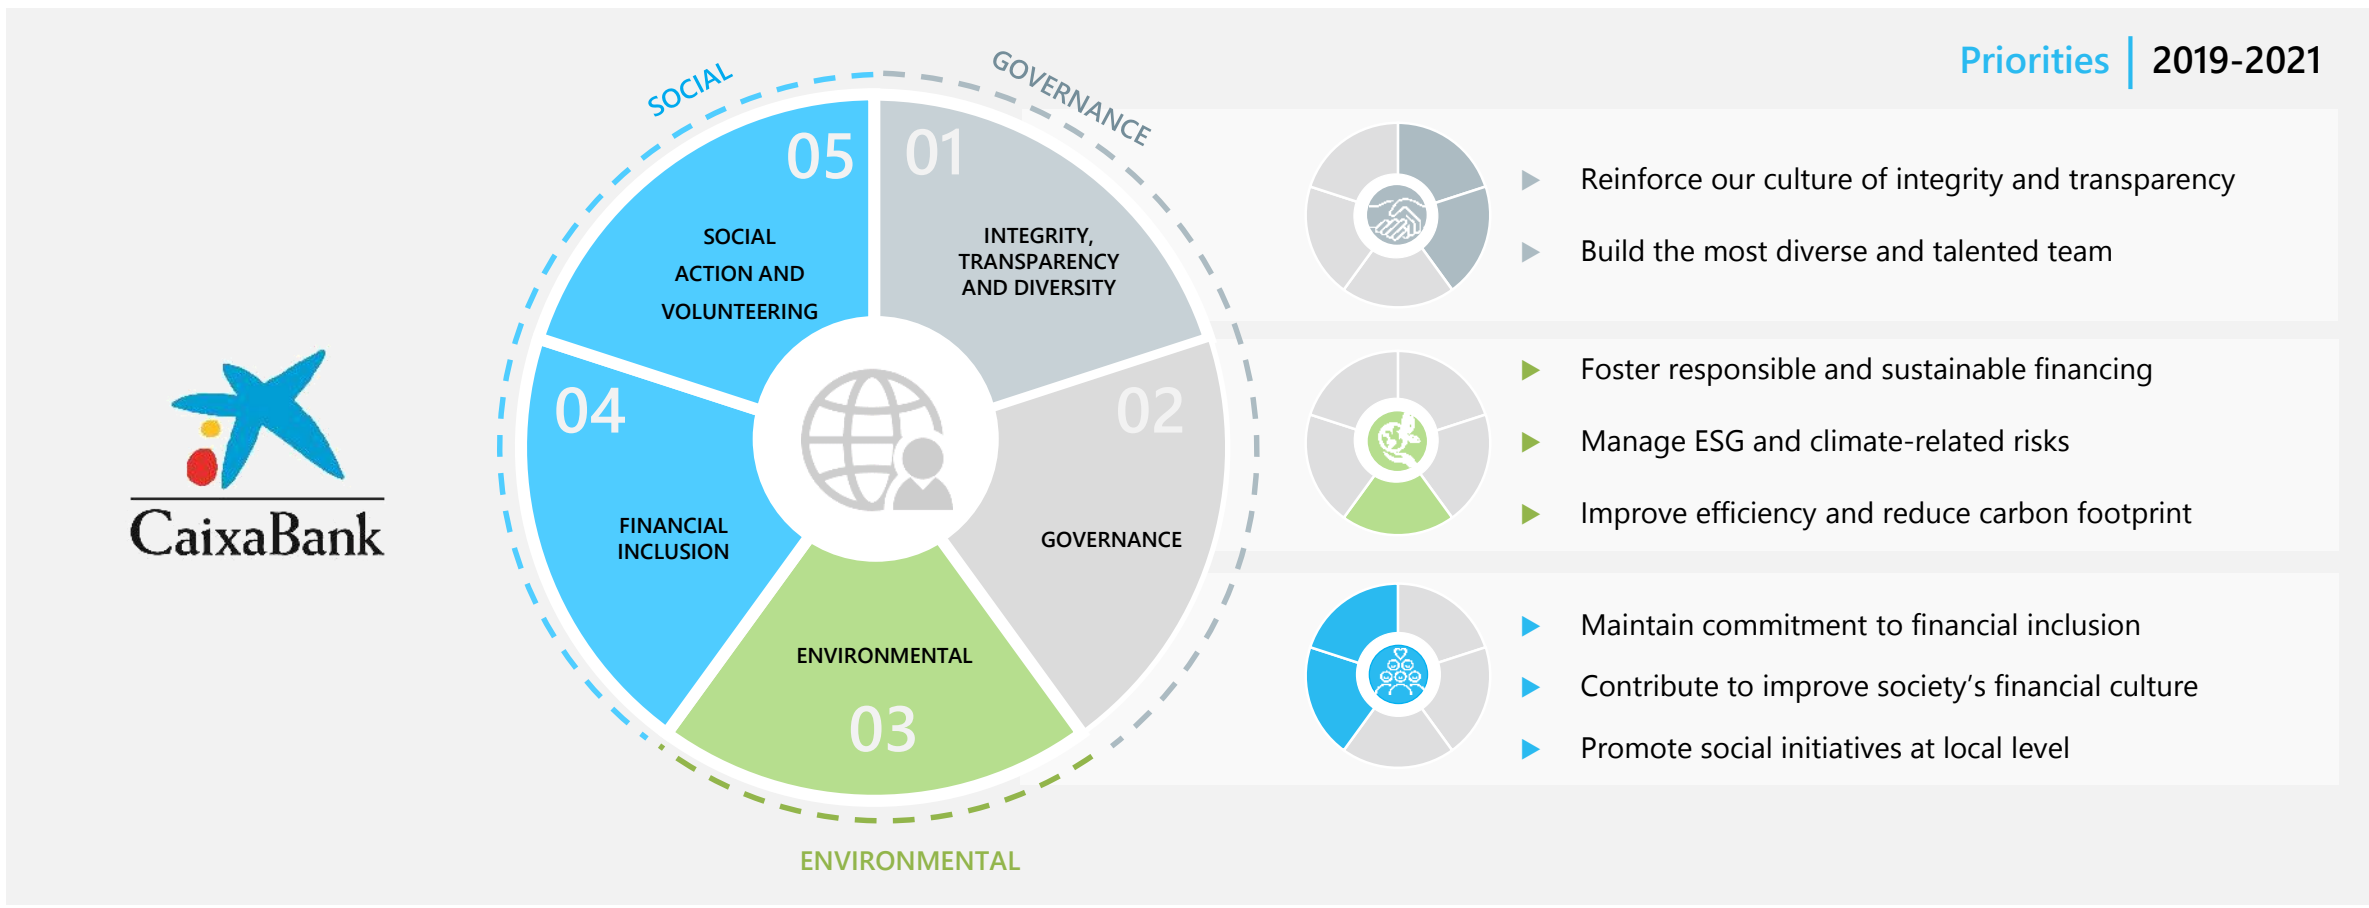 Priorities | 2019-2021
SOCIAL
GOVERNANCE
05
SOCIAL
ACTION AND
VOLUNTEERING
01
INTEGRITY,
TRANSPARENCY
AND DIVERSITY
04
FINANCIAL
INCLUSION
02
GOVERNANCE
ENVIRONMENTAL
03
ENVIRONMENTAL
CaixaBank
Reinforce our culture of integrity and transparency
Build the most diverse and talented team
Foster responsible and sustainable financing
Manage ESG and climate-related risks
Improve efficiency and reduce carbon footprint
Maintain commitment to financial inclusion
Contribute to improve society’s financial culture
Promote social initiatives at local level